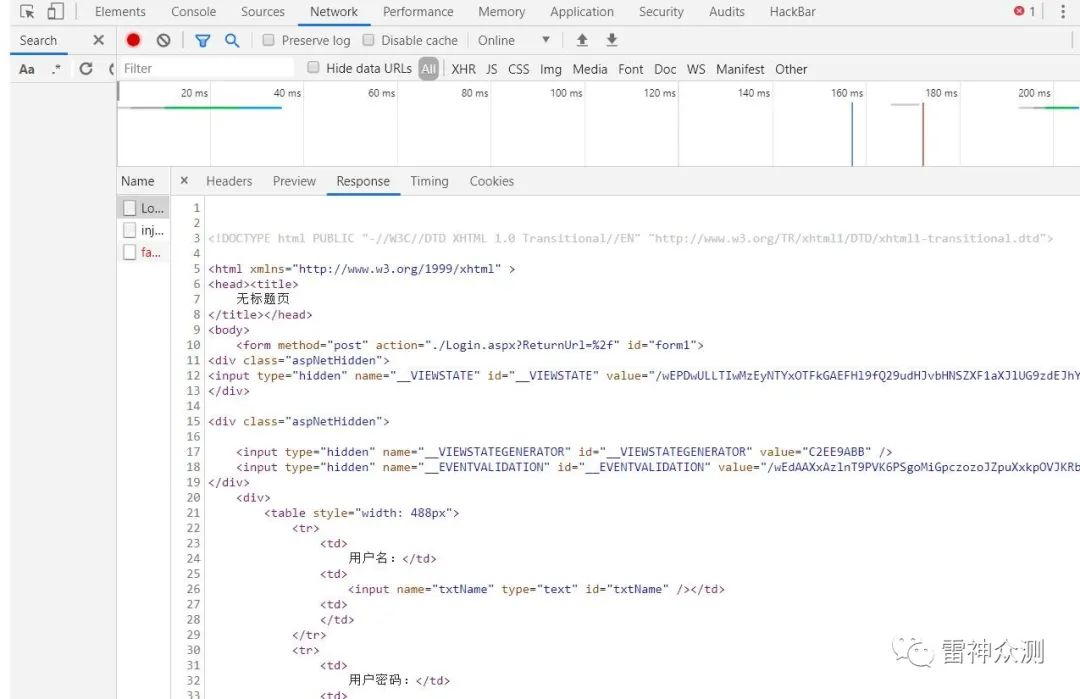 Elements Console Sources Network Performance Memory Application Security Audits HackBar 1
Search Preserve log Disable cache Online
Aa .* Filter Hide data URLs All XHR JS CSS Img Media Font Doc WS Manifest Other
20 ms 40 ms 60 ms 80 ms 100 ms 120 ms 140 ms 160 ms 180 ms 200 ms
Name × Headers Preview Response Timing Cookies
Lo...
inj...
fa...
1
2
3 <!DOCTYPE html PUBLIC "-//W3C//DTD XHTML 1.0 Transitional//EN" "http://www.w3.org/TR/xhtml1/DTD/xhtml1-transitional.dtd">
4
5 <html xmlns="http://www.w3.org/1999/xhtml" >
6 <head><title>
7 无标题页
8 </title></head>
9 <body>
10 <form method="post" action="./Login.aspx?ReturnUrl=%2f" id="form1">
11 <div class="aspNetHidden">
12 <input type="hidden" name="__VIEWSTATE" id="__VIEWSTATE" value="/wEPDwULLTIwMzEyNTYxOTFkGAEFHl9fQ29udHJvbHNSZXF1aXJlUG9zdEJhY
13 </div>
14
15 <div class="aspNetHidden">
16
17 <input type="hidden" name="__VIEWSTATEGENERATOR" id="__VIEWSTATEGENERATOR" value="C2EE9ABB" />
18 <input type="hidden" name="__EVENTVALIDATION" id="__EVENTVALIDATION" value="/wEdAAXxAzlnT9PVK6PSgoMiGpczozoJZpuXxkpOVJKRb
19 </div>
20 <div>
21 <table style="width: 488px">
22 <tr>
23 <td>
24 用户名：</td>
25 <td>
26 <input name="txtName" type="text" id="txtName" /></td>
27 <td>
28 </td>
29 </tr>
30 <tr>
31 <td>
32 用户密码：</td>
33 <td>
雷神众测